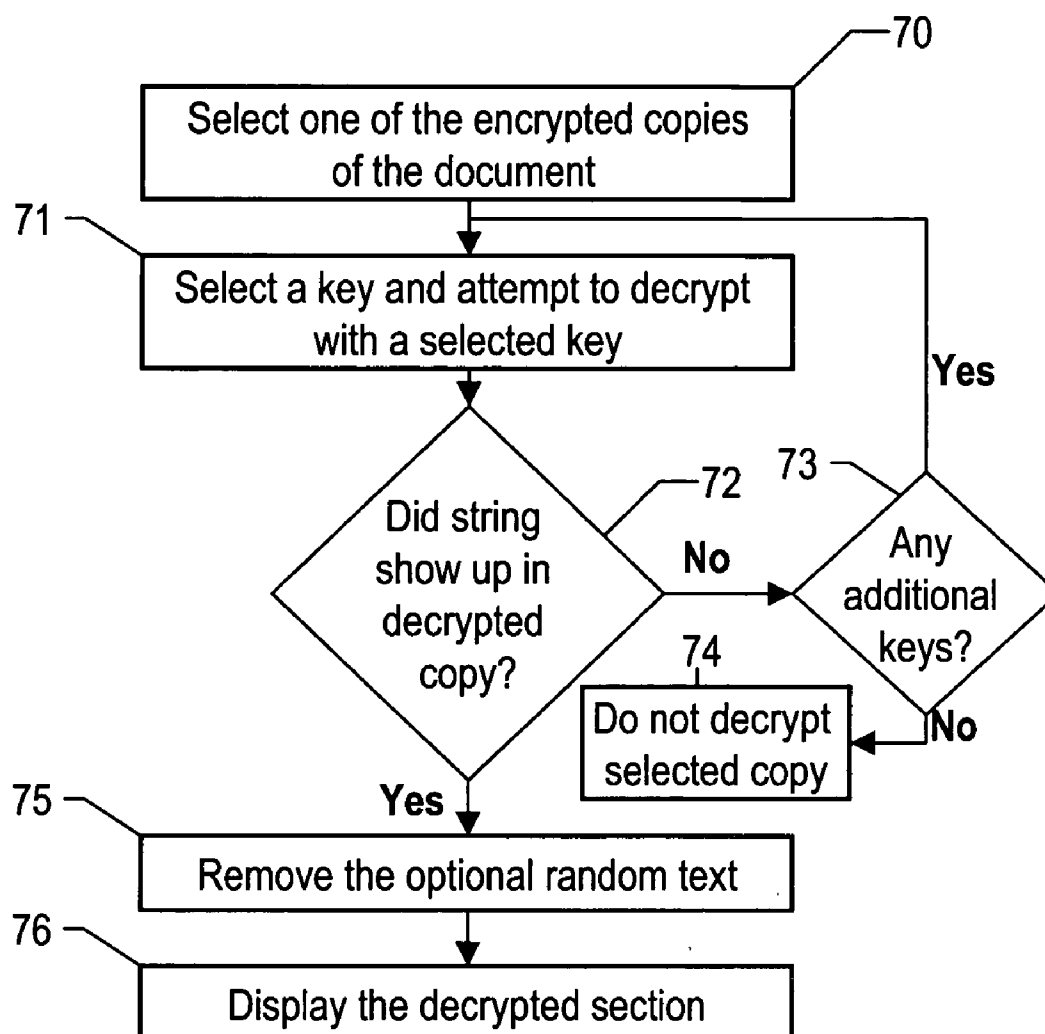 70
Select one of the encrypted copies
of the document
71
Select a key and attempt to decrypt
with a selected key
Yes
72
Did string
show up in
decrypted
copy?
No
73
Any
additional
keys?
74
Do not decrypt
selected copy
No
Yes
75
Remove the optional random text
76
Display the decrypted section